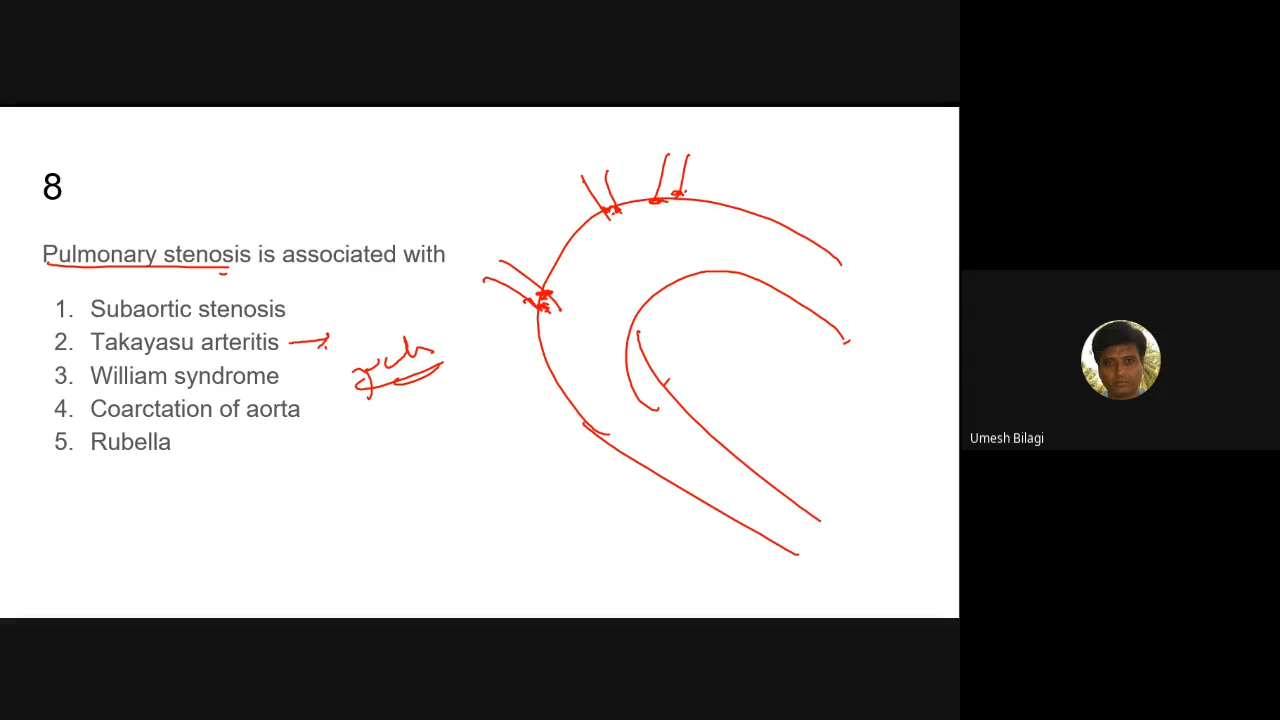 8
Pulmonary stenosis is associated with
1. Subaortic stenosis
2. Takayasu arteritis
3. William syndrome
4. Coarctation of aorta
5. Rubella
Umesh Bilagi